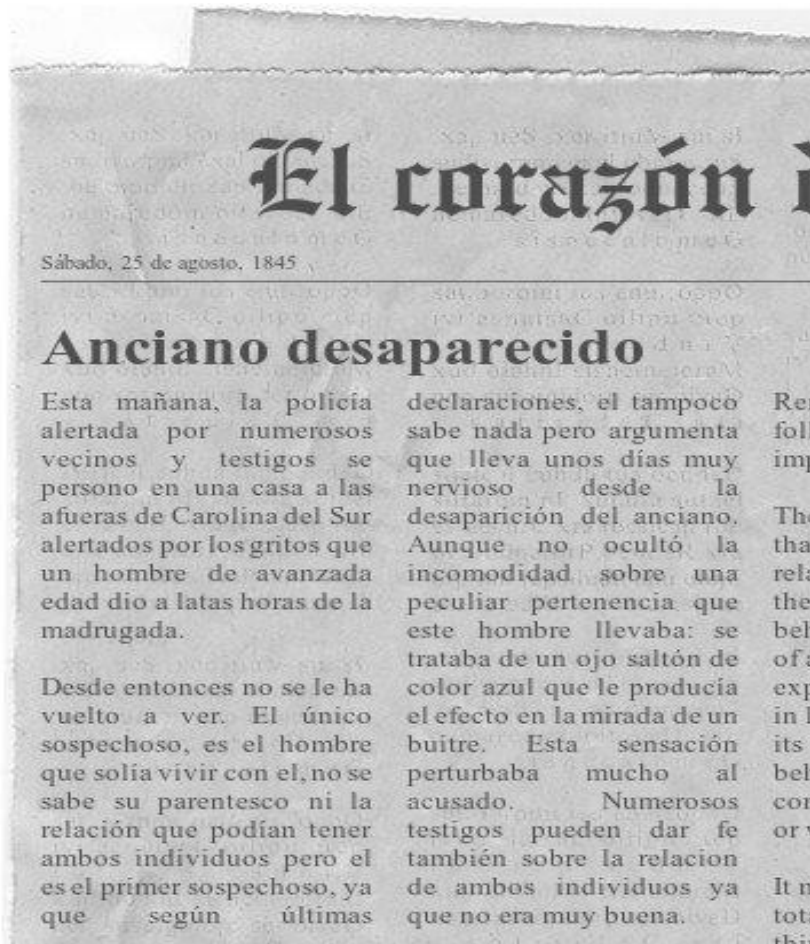 El corazón
Sábado, 25 de agosto, 1845
Anciano desaparecido
Esta mañana, la policía
alertada por numerosos
vecinos y testigos se
persono en una casa a las
afueras de Carolina del Sur
alertados por los gritos que
un hombre de avanzada
edad dio a latas horas de la
madrugada.
Desde entonces no se le ha
vuelto a ver. El único
sospechoso, es el hombre
que solía vivir con el, no se
sabe su parentesco ni la
relación que podían tener
ambos individuos pero el
es el primer sospechoso, ya
que según últimas
declaraciones, el tampoco
sabe nada pero argumenta
que lleva unos días muy
nervioso desde la
desaparición del anciano.
Aunque no ocultó la
incomodidad sobre una
peculiar pertenencia que
este hombre llevaba: se
trataba de un ojo saltón de
color azul que le producía
el efecto en la mirada de un
buitre. Esta sensación
perturbaba mucho al
acusado. Numerosos
testigos pueden dar fe
también sobre la relacion
de ambos individuos ya
que no era muy buena.
in
its
or
It